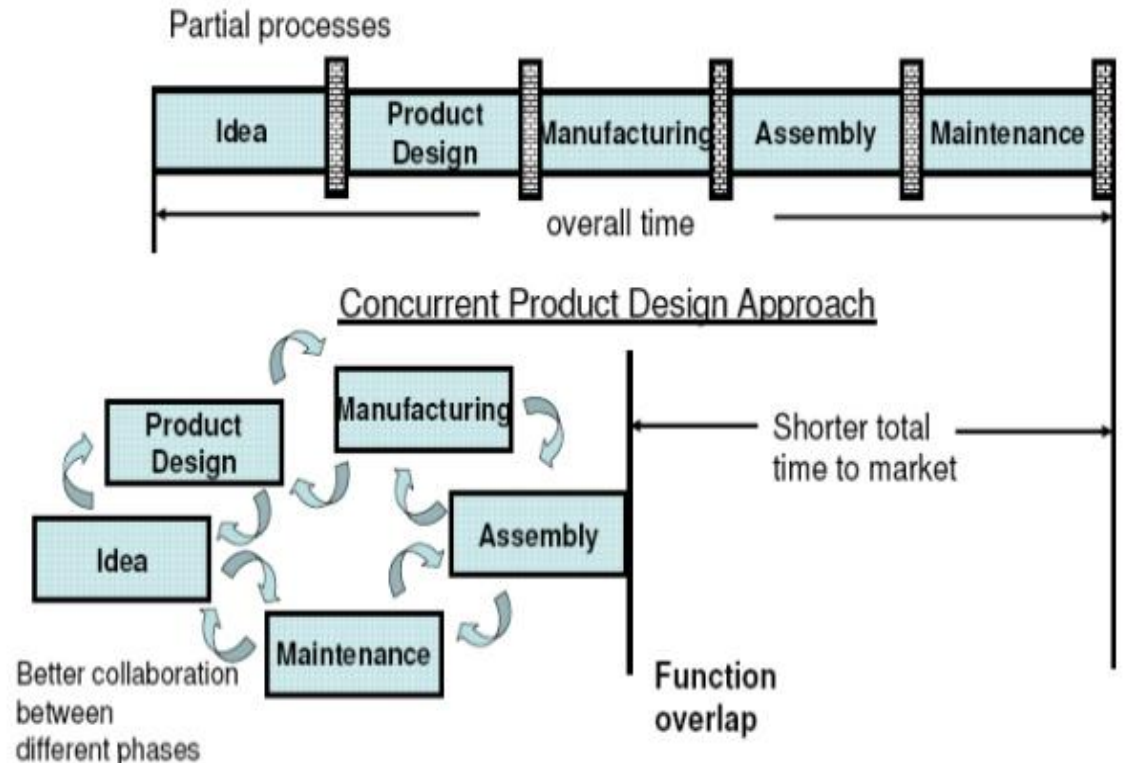 Partial processes
Idea
Product
Design
Manufacturing
Assembly
Maintenance
overall time
Concurrent Product Design Approach
Manufacturing
Product
Design
Shorter total
time to market
Assembly
Idea
Maintenance
Better collaboration
between
different phases
Function
overlap